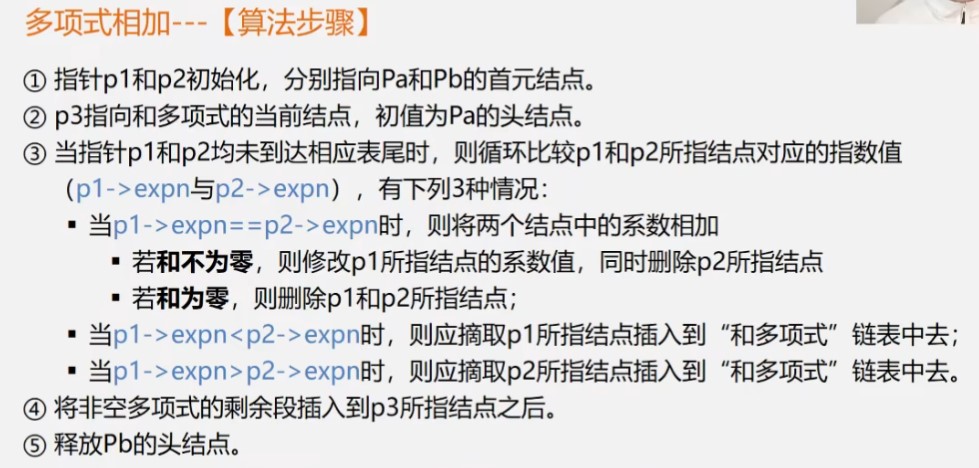 多项式相加---【算法步骤】
① 指针p1和p2初始化，分别指向Pa和Pb的首元结点。
② p3指向和多项式的当前结点，初值为Pa的头结点。
③ 当指针p1和p2均未到达相应表尾时，则循环比较p1和p2所指结点对应的指数值
（p1->expn与p2->expn），有下列3种情况：
▪ 当p1->expn==p2->expn时，则将两个结点中的系数相加
▪ 若和不为零，则修改p1所指结点的系数值，同时删除p2所指结点
▪ 若和为零，则删除p1和p2所指结点；
▪ 当p1->expn<p2->expn时，则应摘取p1所指结点插入到“和多项式”链表中去；
▪ 当p1->expn>p2->expn时，则应摘取p2所指结点插入到“和多项式”链表中去。
④ 将非空多项式的剩余段插入到p3所指结点之后。
⑤ 释放Pb的头结点。